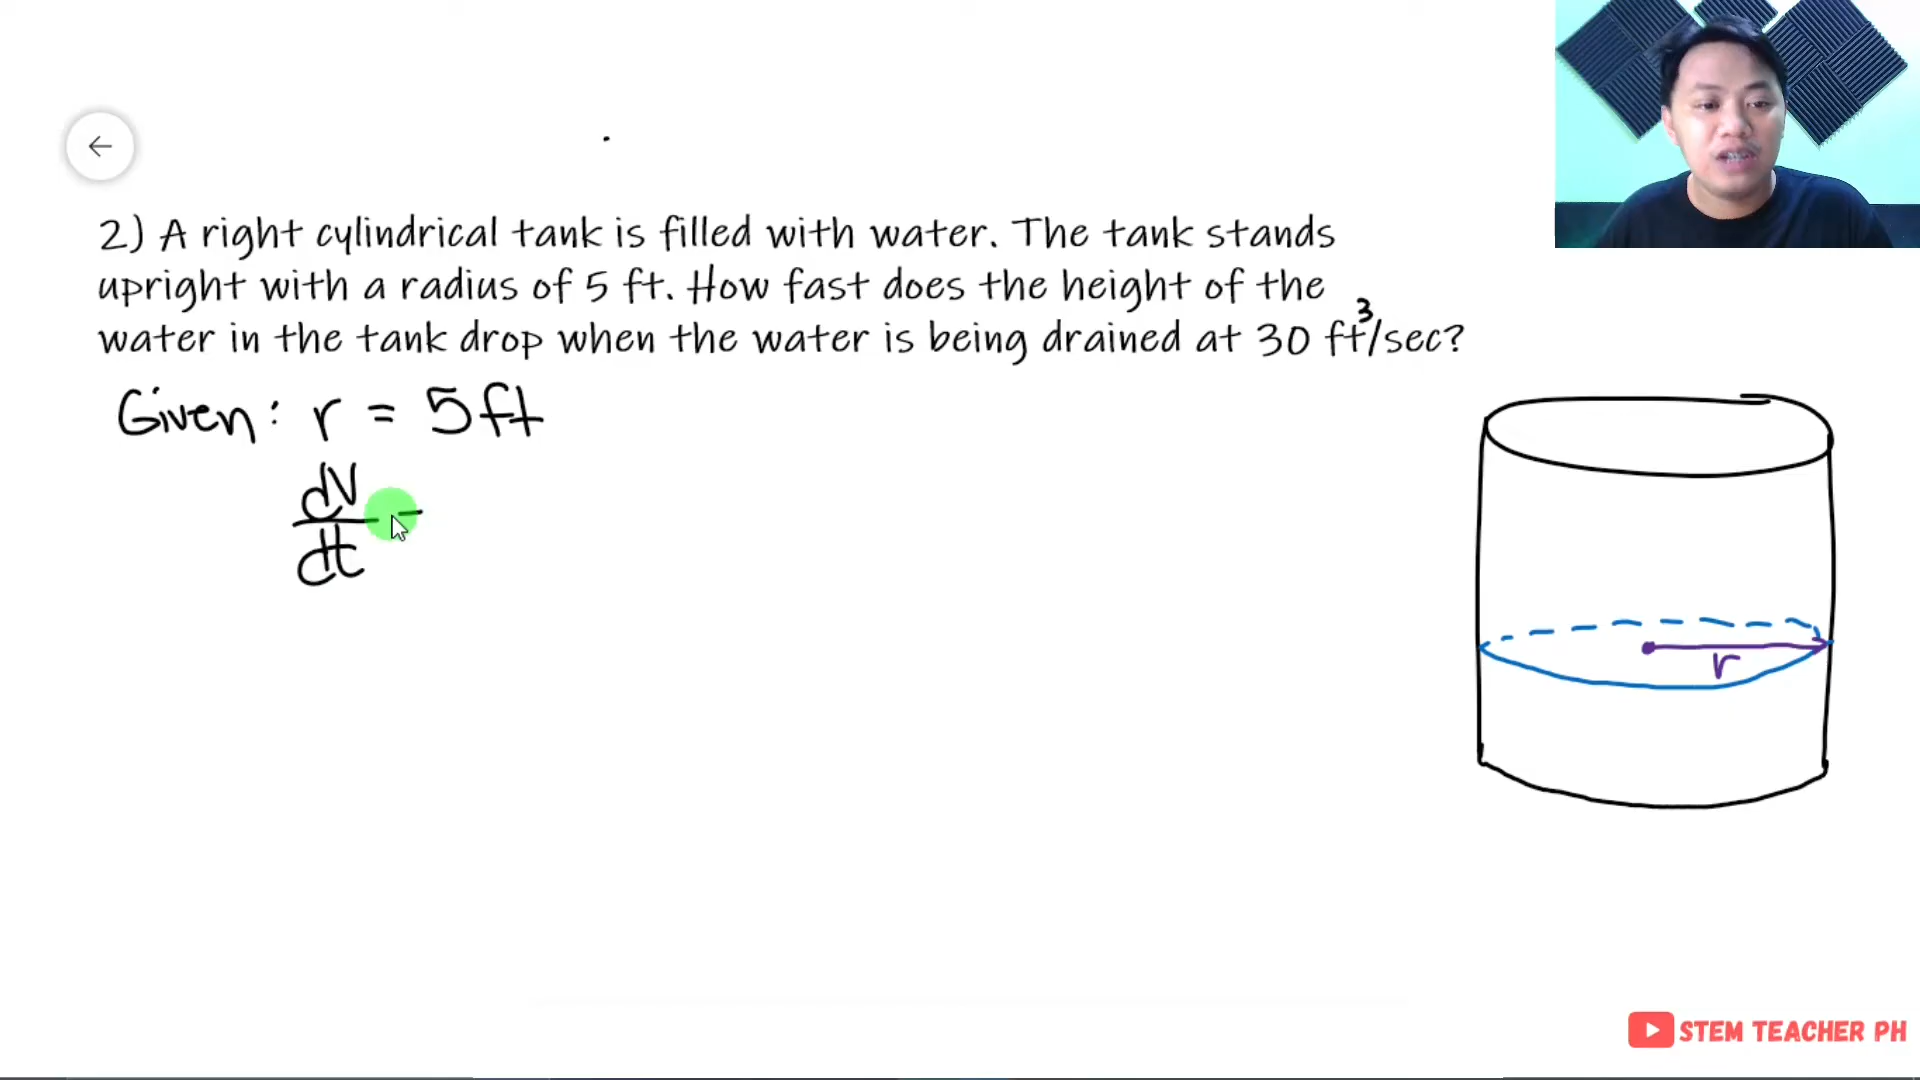 2) A right cylindrical tank is filled with water. The tank stands
upright with a radius of 5 ft. How fast does the height of the
water in the tank drop when the water is being drained at 30 ft³/sec?
Given: r = 5ft
dV
dt
r
STEM TEACHER PH